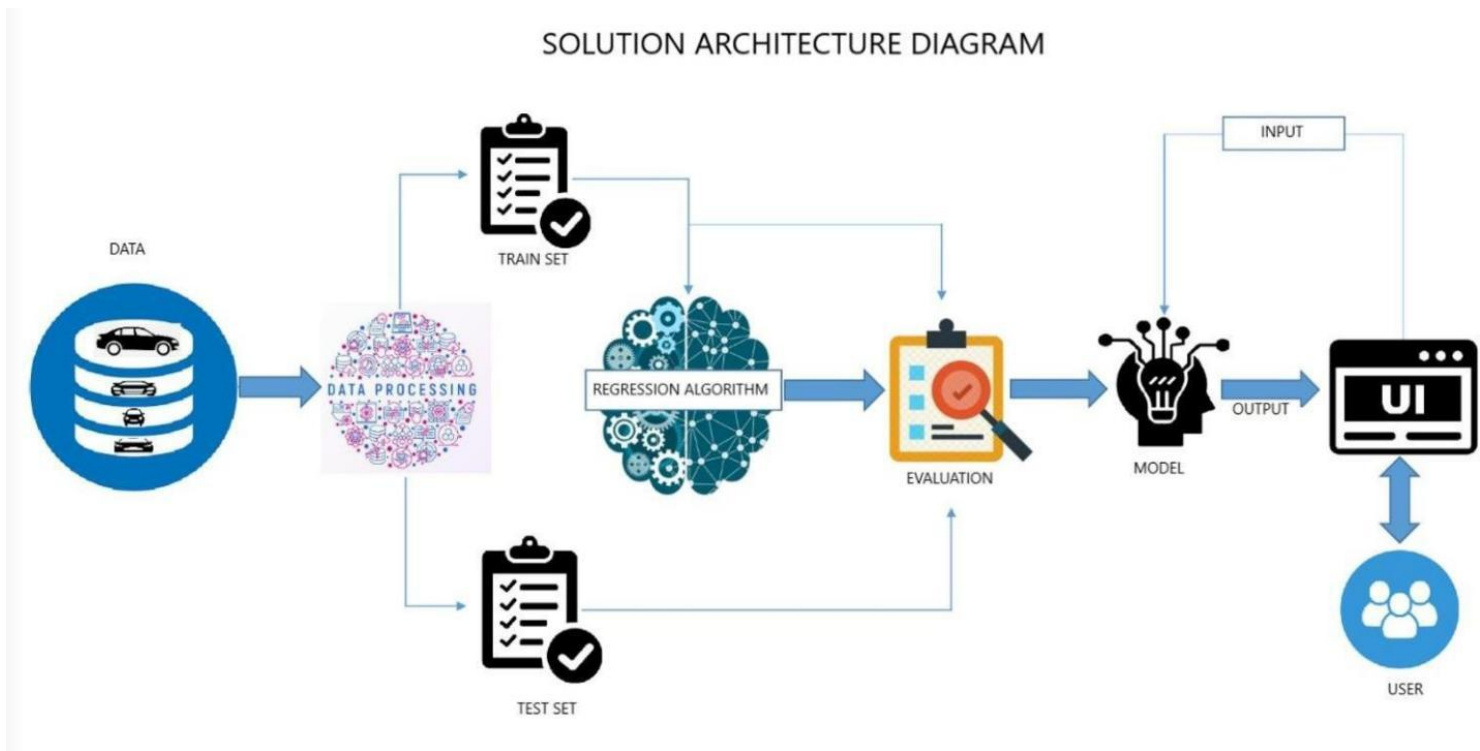 SOLUTION ARCHITECTURE DIAGRAM
INPUT
DATA
TRAIN SET
DATA PROCESSING
REGRESSION ALGORITHM
EVALUATION
MODEL
OUTPUT
UI
TEST SET
USER